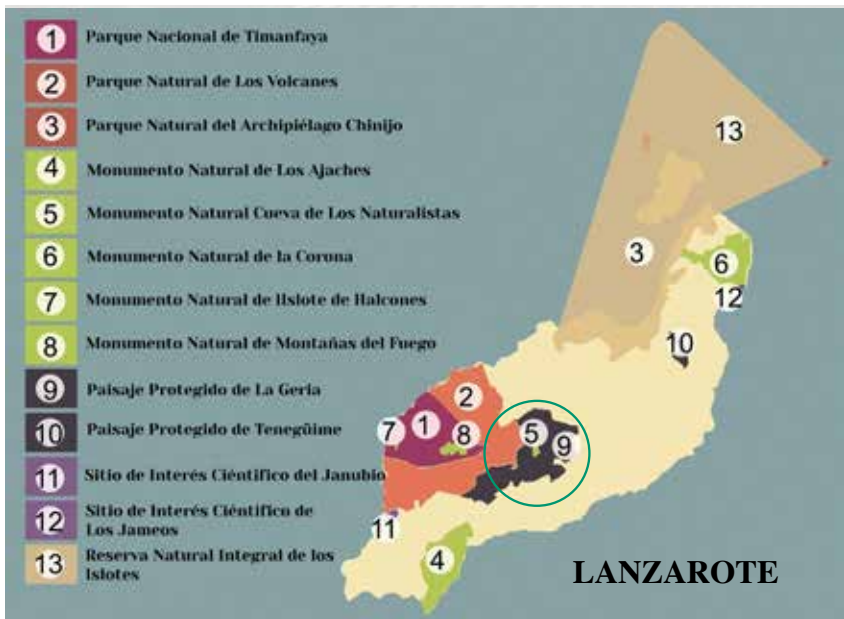 1 Parque Nacional de Timanfaya
2 Parque Natural de Los Volcanes
3 Parque Natural del Archipiélago Chinijo
4 Monumento Natural de Los Ajaches
5 Monumento Natural Cueva de Los Naturalistas
6 Monumento Natural de la Corona
7 Monumento Natural de IIslote de Halcones
8 Monumento Natural de Montañas del Fuego
9 Paisaje Protegido de La Geria
10 Paisaje Protegido de Tenegüime
11 Sitio de Interés Ciéntifico del Janubio
12 Sitio de Interés Ciéntifico de
Los Jameos
13 Reserva Natural Integral de los
Islotes
13
3
6
12
10
2
1
7
8
5
9
11
4
LANZAROTE